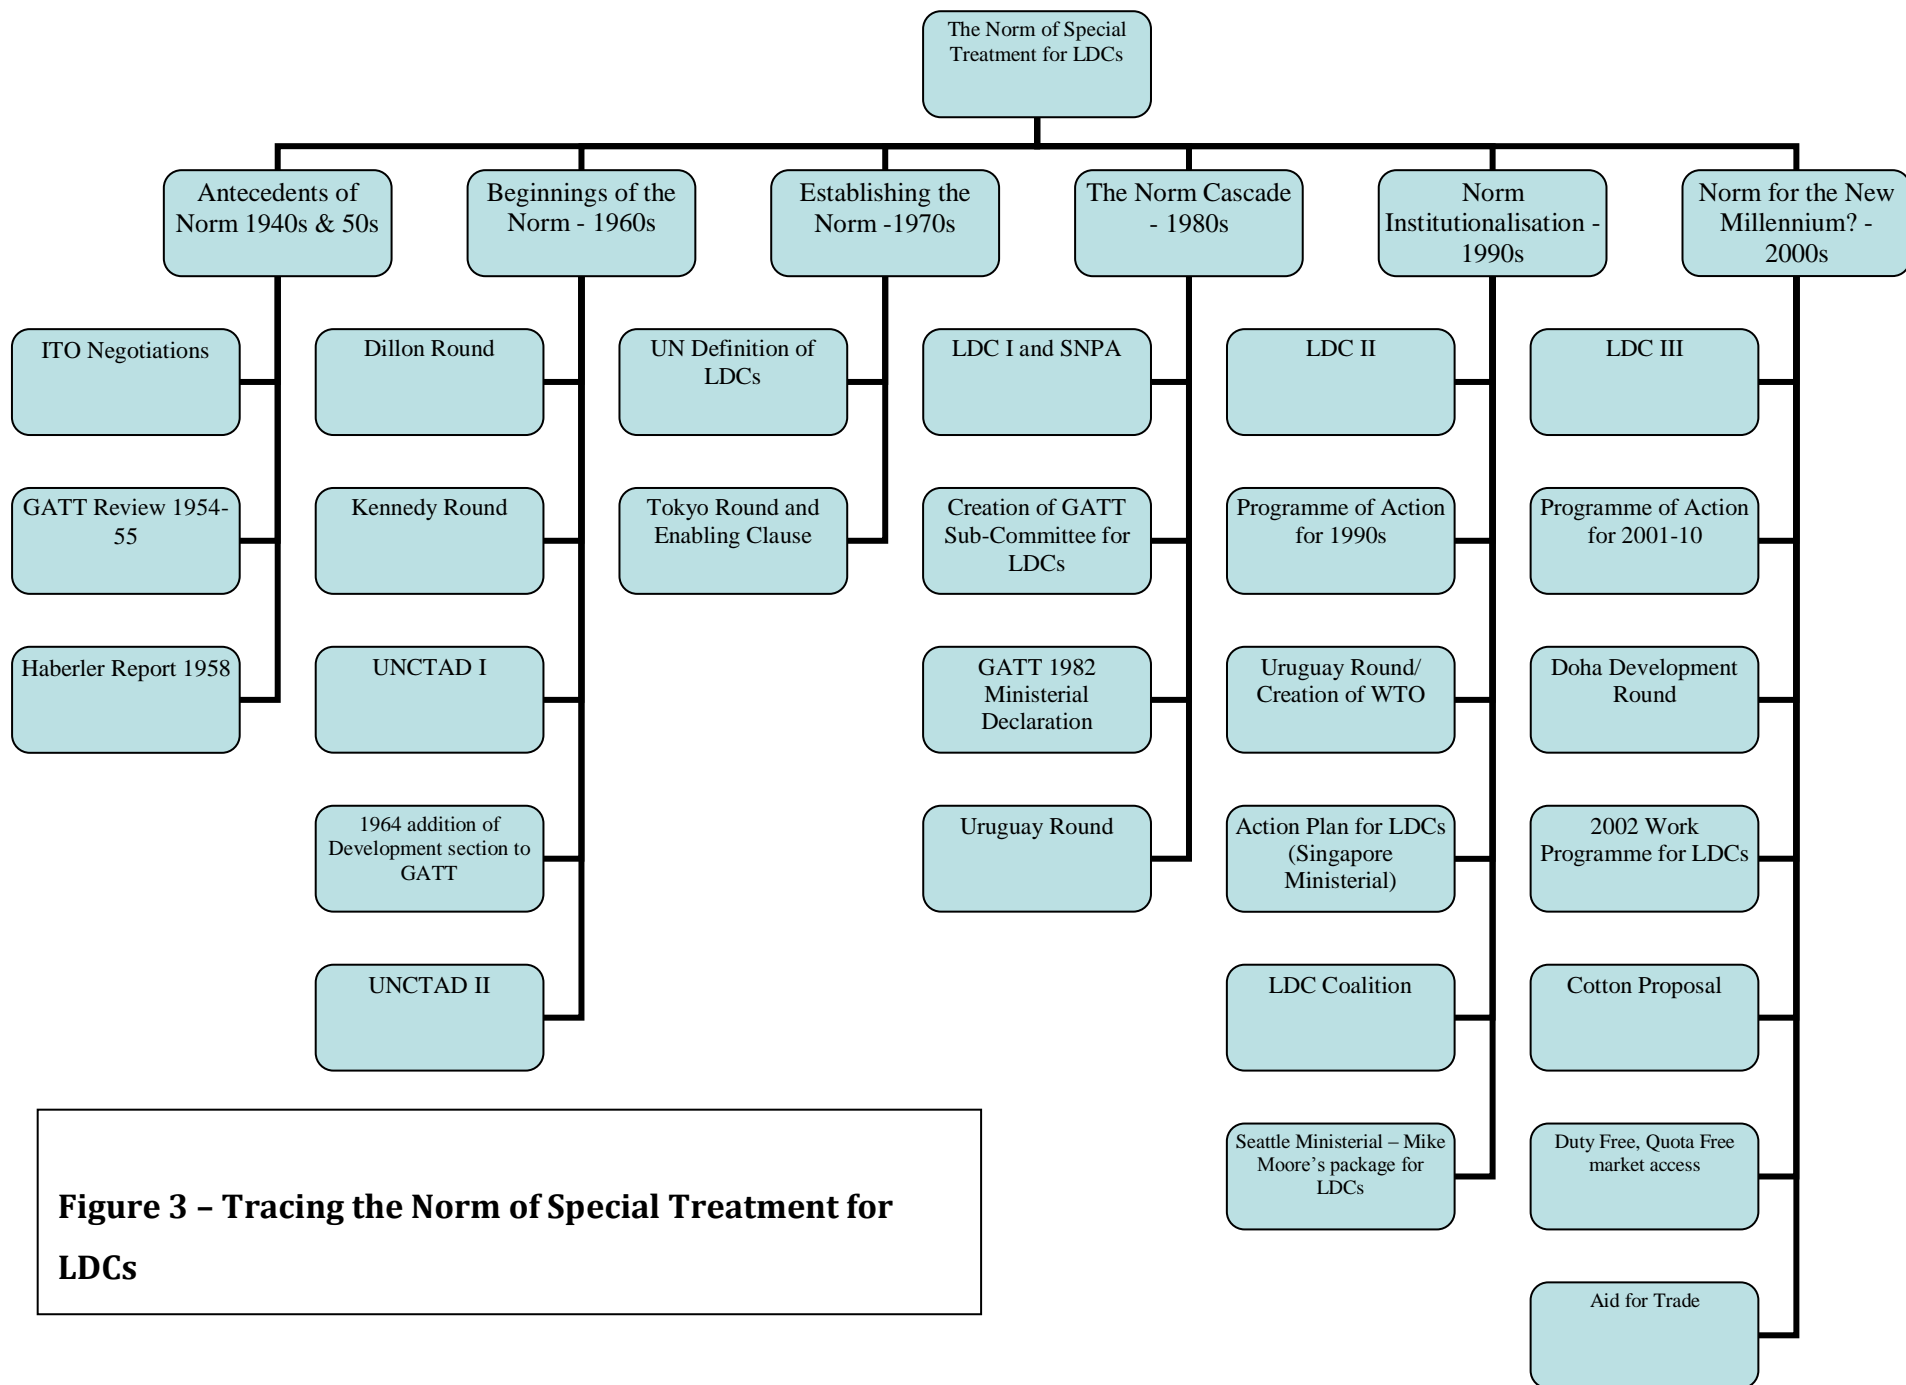 The Norm of Special
Treatment for LDCs
Antecedents of
Norm 1940s & 50s
Beginnings of the
Norm - 1960s
Establishing the
Norm -1970s
The Norm Cascade
- 1980s
Norm
Institutionalisation -
1990s
Norm for the New
Millennium? -
2000s
ITO Negotiations
GATT Review 1954-
55
Haberler Report 1958
Dillon Round
Kennedy Round
UNCTAD I
1964 addition of
Development section to
GATT
UNCTAD II
UN Definition of
LDCs
Tokyo Round and
Enabling Clause
LDC I and SNPA
Creation of GATT
Sub-Committee for
LDCs
GATT 1982
Ministerial
Declaration
Uruguay Round
LDC II
Programme of Action
for 1990s
Uruguay Round/
Creation of WTO
Action Plan for LDCs
(Singapore
Ministerial)
LDC Coalition
Seattle Ministerial – Mike
Moore’s package for
LDCs
LDC III
Programme of Action
for 2001-10
Doha Development
Round
2002 Work
Programme for LDCs
Cotton Proposal
Duty Free, Quota Free
market access
Aid for Trade
Figure 3 – Tracing the Norm of Special Treatment for
LDCs